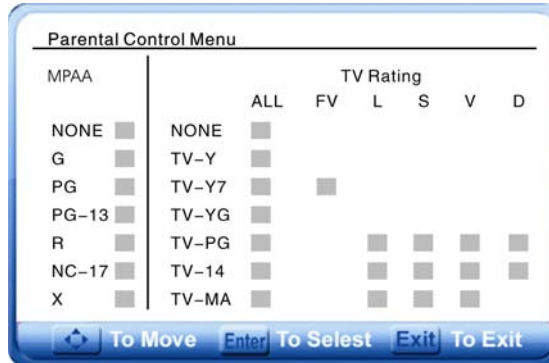 Parental Control Menu
MPAA TV Rating
ALL FV L S V D
NONE NONE
G TV-Y
PG TV-Y7
PG-13 TV-YG
R TV-PG
NC-17 TV-14
X TV-MA
To Move Enter To Selest Exit To Exit